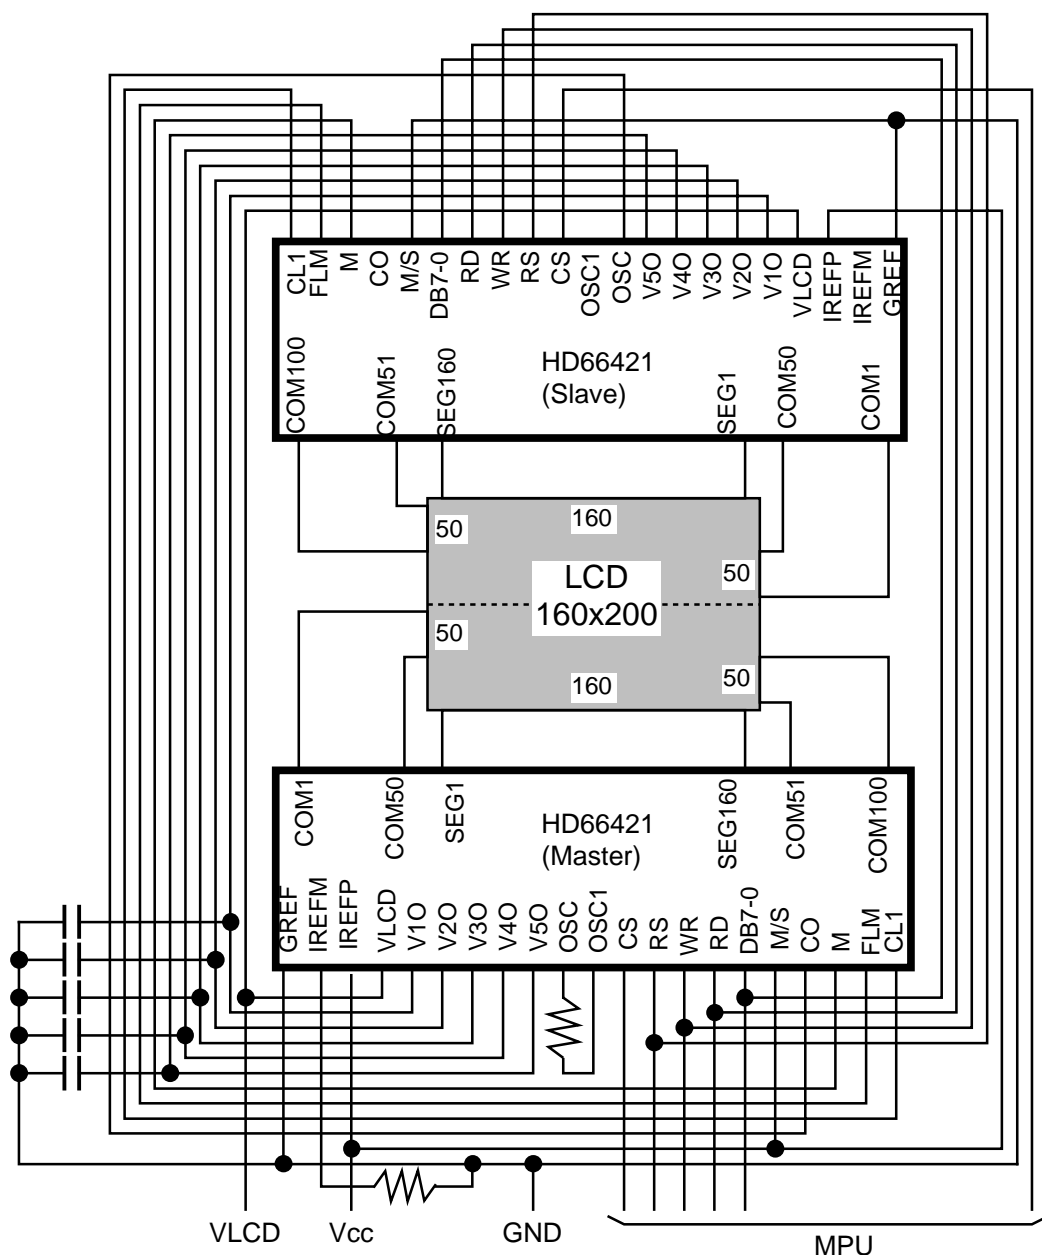 CL1
FLM
M
CO
M/S
DB7-0
RD
WR
RS
CS
OSC1
OSC
V5O
V4O
V3O
V2O
V1O
VLCD
IREFP
IREFM
GREF
HD66421
(Slave)
COM100
COM51
SEG160
SEG1
COM50
COM1
50
160
50
LCD
160x200
50
160
50
COM1
COM50
SEG1
HD66421
(Master)
SEG160
COM51
COM100
GREF
IREFM
IREFP
VLCD
V1O
V2O
V3O
V4O
V5O
OSC
OSC1
CS
RS
WR
RD
DB7-0
M/S
CO
M
FLM
CL1
VLCD
Vcc
GND
MPU